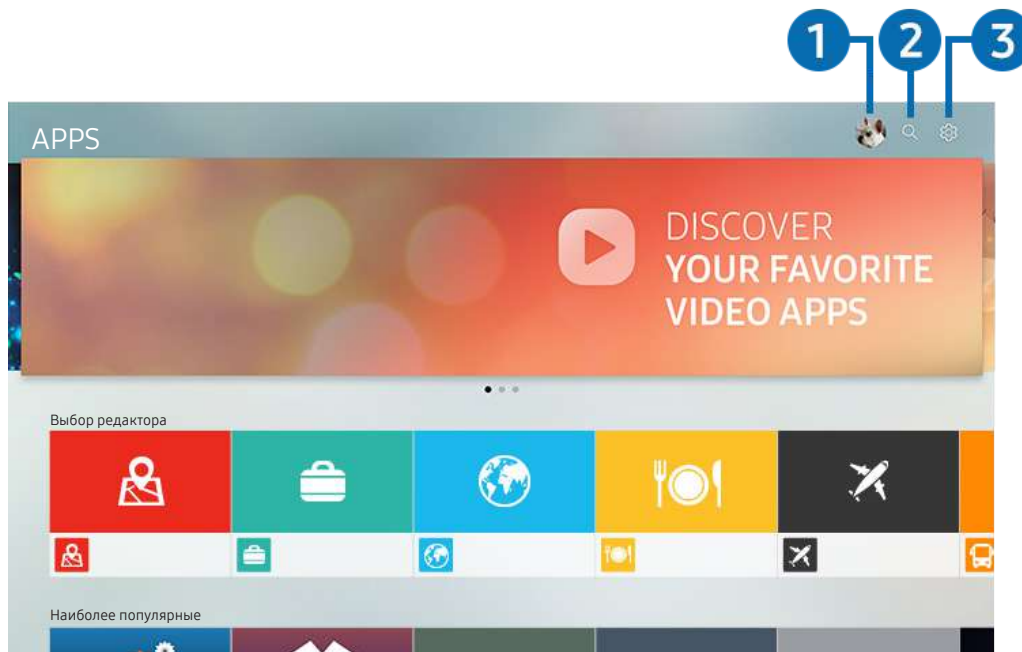 1 2 3
APPS
DISCOVER
YOUR FAVORITE
VIDEO APPS
Выбор редактора
Наиболее популярные